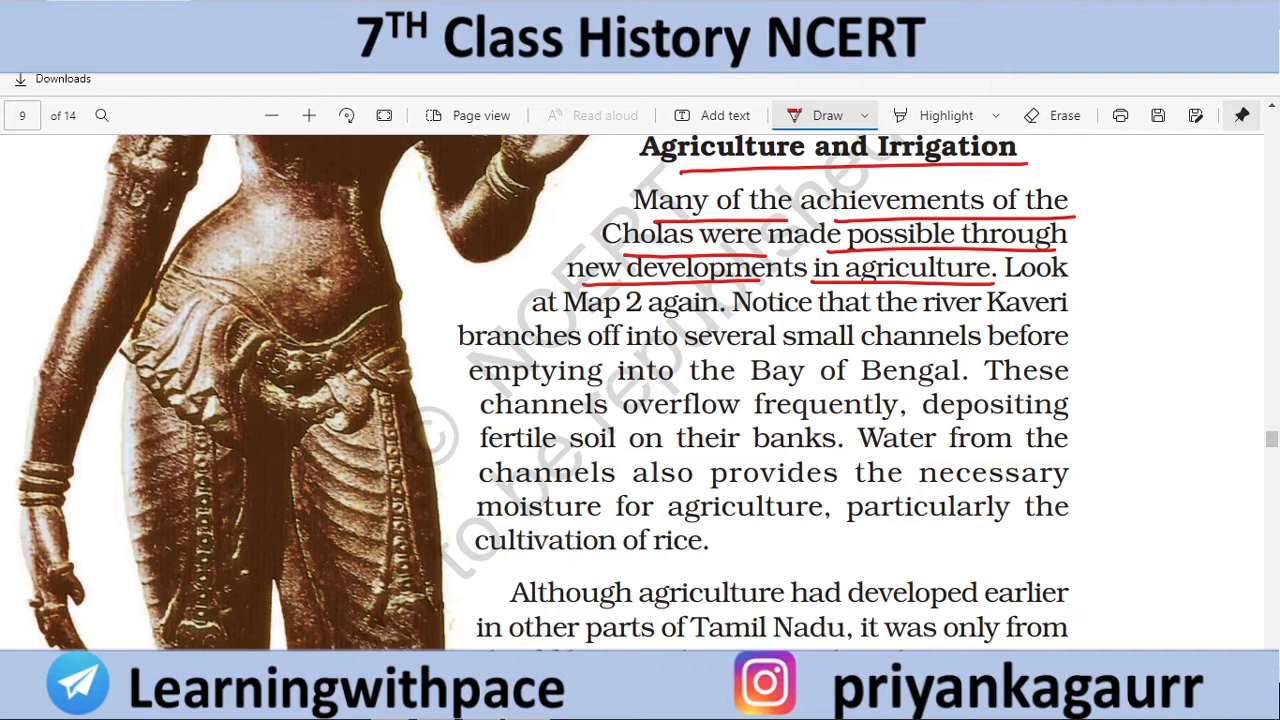 7TH Class History NCERT
Downloads
9 of 14 Page view Read aloud Add text Draw Highlight Erase
Agriculture and Irrigation
Many of the achievements of the
Cholas were made possible through
new developments in agriculture. Look
at Map 2 again. Notice that the river Kaveri
branches off into several small channels before
emptying into the Bay of Bengal. These
channels overflow frequently, depositing
fertile soil on their banks. Water from the
channels also provides the necessary
moisture for agriculture, particularly the
cultivation of rice.
Although agriculture had developed earlier
in other parts of Tamil Nadu, it was only from
© NCERT
to be republished
Learningwithpace priyankagaurr